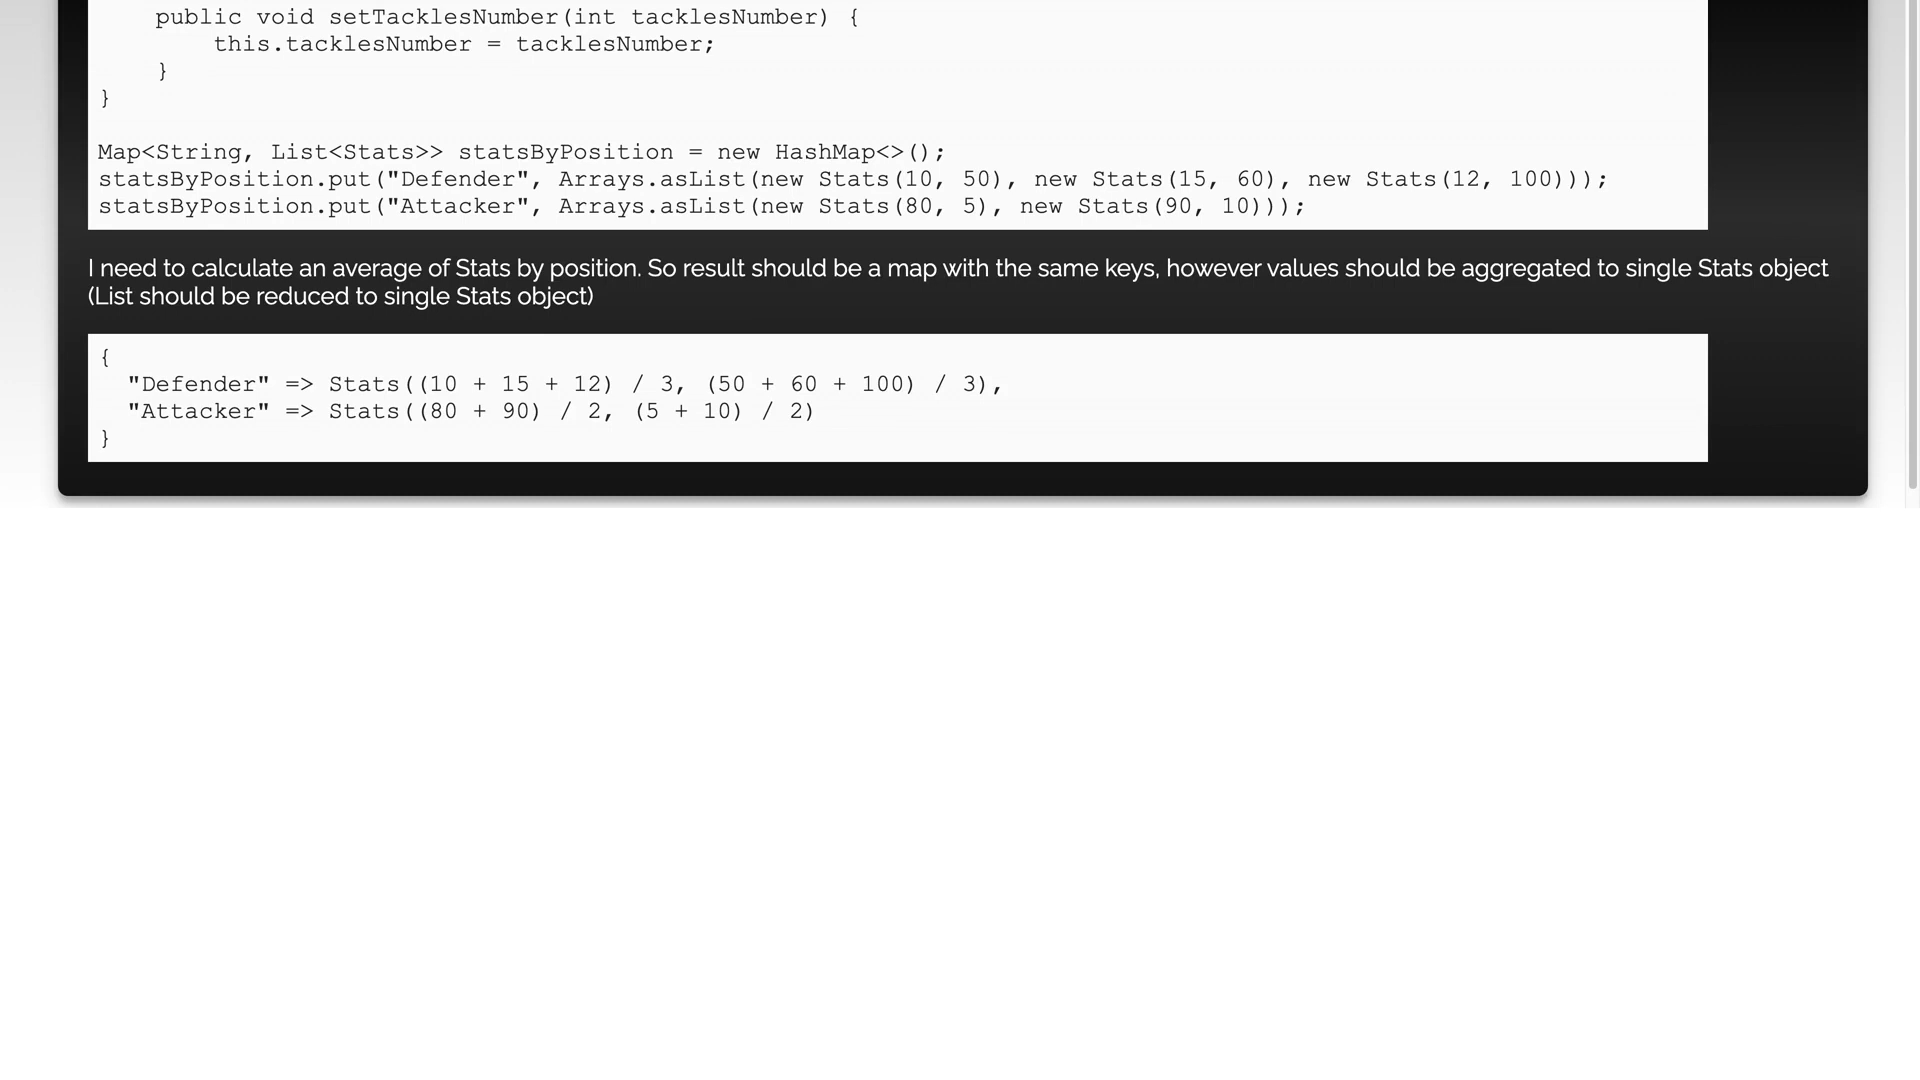 public void setTacklesNumber(int tacklesNumber) {
this.tacklesNumber = tacklesNumber;
}
}
Map<String, List<Stats>> statsByPosition = new HashMap<>();
statsByPosition.put("Defender", Arrays.asList(new Stats(10, 50), new Stats(15, 60), new Stats(12, 100)));
statsByPosition.put("Attacker", Arrays.asList(new Stats(80, 5), new Stats(90, 10)));
I need to calculate an average of Stats by position. So result should be a map with the same keys, however values should be aggregated to single Stats object
(List should be reduced to single Stats object)
{
"Defender" => Stats((10 + 15 + 12) / 3, (50 + 60 + 100) / 3),
"Attacker" => Stats((80 + 90) / 2, (5 + 10) / 2)
}